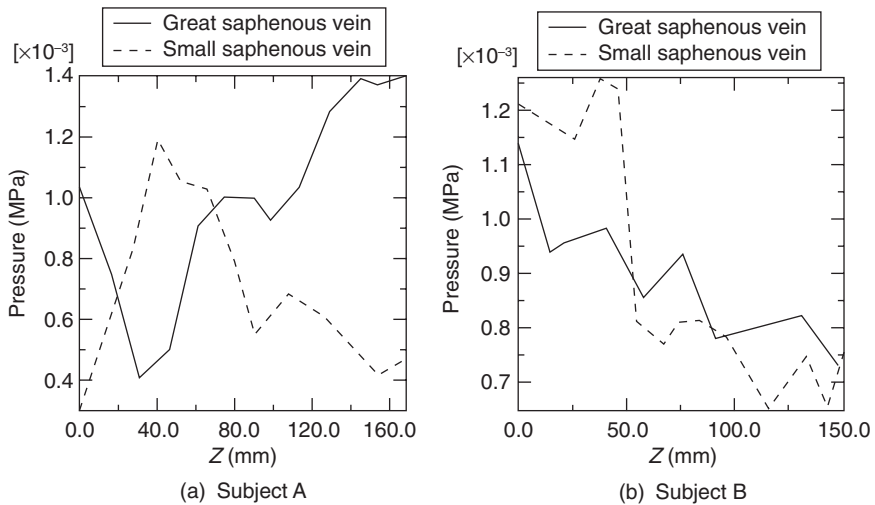 Great saphenous vein
Small saphenous vein
[×10⁻³]
1.4
1.2
1.0
0.8
0.6
0.4
Pressure (MPa)
0.0 40.0 80.0 120.0 160.0
Z (mm)
(a) Subject A
Great saphenous vein
Small saphenous vein
[×10⁻³]
1.2
1.1
1.0
0.9
0.8
0.7
Pressure (MPa)
0.0 50.0 100.0 150.0
Z (mm)
(b) Subject B